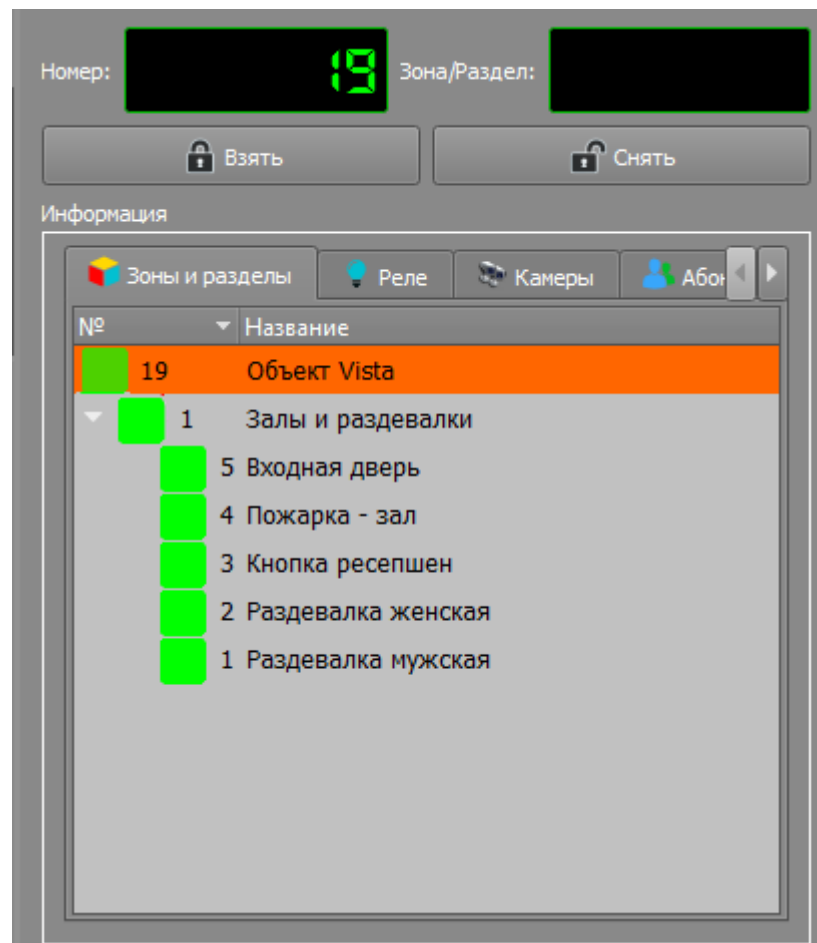 Номер: 19 Зона/Раздел:
Взять Снять
Информация
Зоны и разделы Реле Камеры Або
№ Название
19 Объект Vista
1 Залы и раздевалки
5 Входная дверь
4 Пожарка - зал
3 Кнопка ресепшен
2 Раздевалка женская
1 Раздевалка мужская